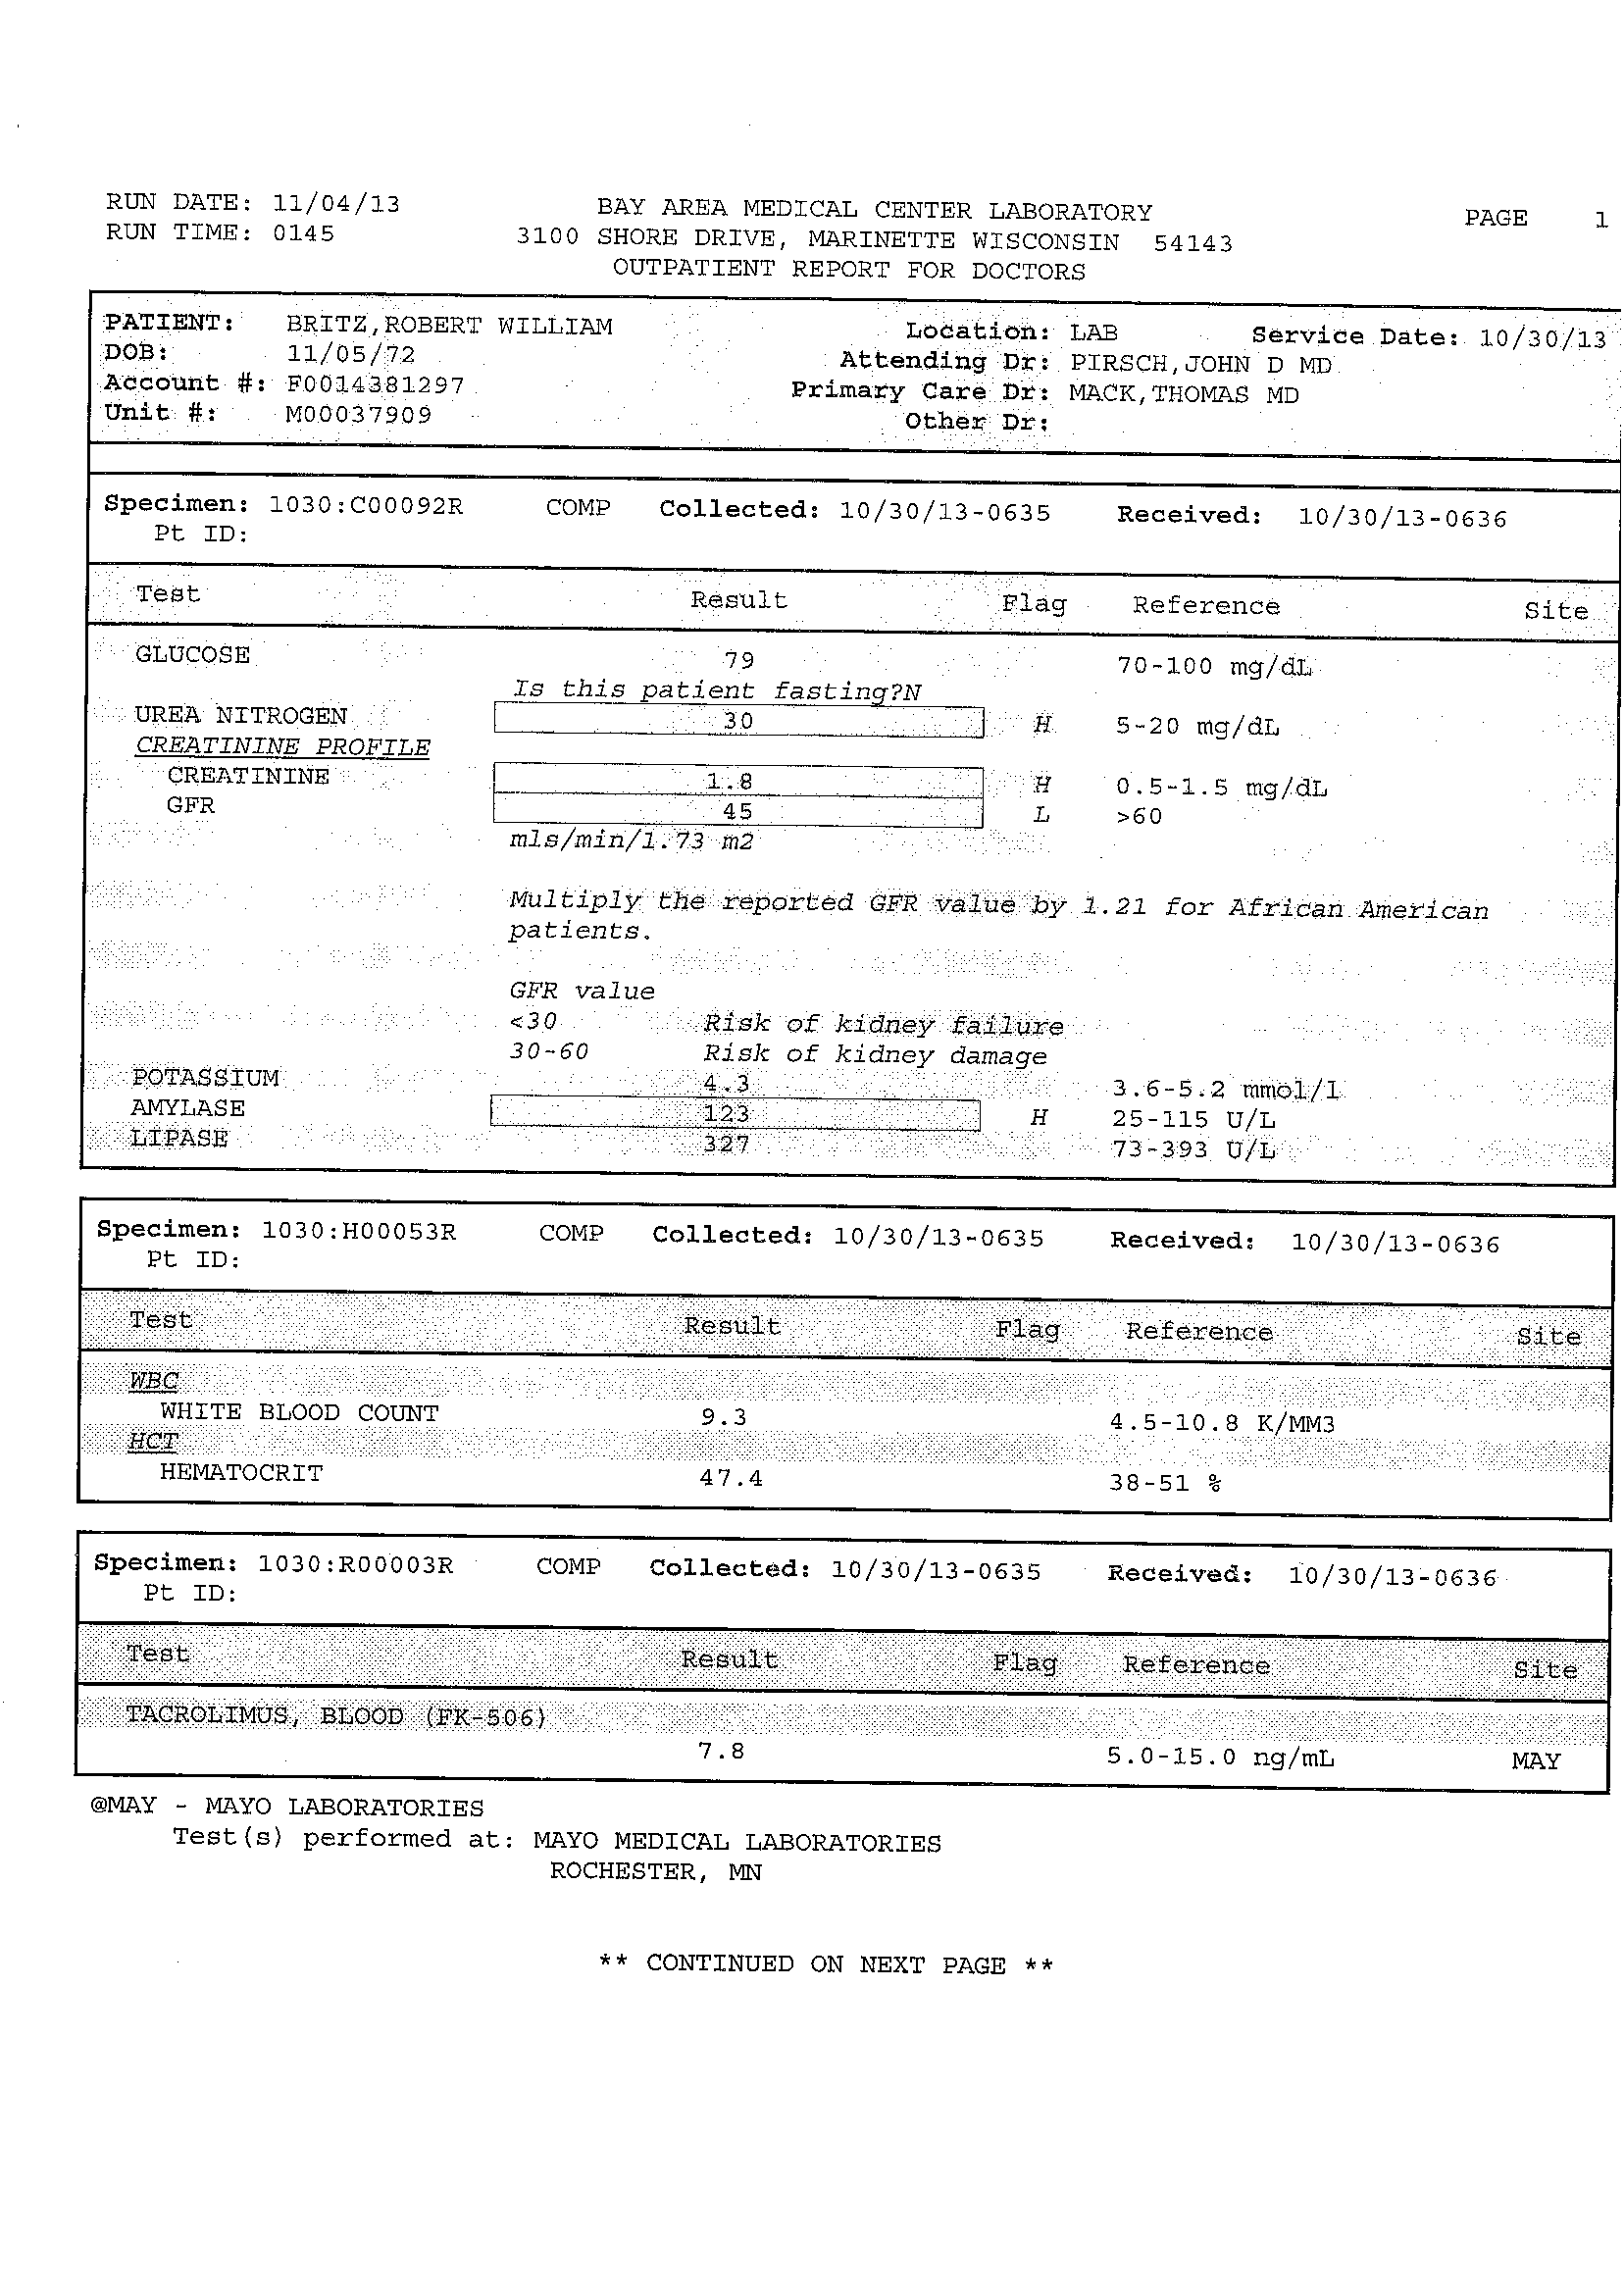 RUN DATE: 11/04/13 BAY AREA MEDICAL CENTER LABORATORY PAGE 1
RUN TIME: 0145 3100 SHORE DRIVE, MARINETTE WISCONSIN 54143
OUTPATIENT REPORT FOR DOCTORS
PATIENT: BRITZ,ROBERT WILLIAM Location: LAB Service Date: 10/30/13
DOB: 11/05/72 Attending Dr: PIRSCH,JOHN D MD
Account #: F0014381297 Primary Care Dr: MACK,THOMAS MD
Unit #: M00037909 Other Dr:
Specimen: 1030:C00092R COMP Collected: 10/30/13-0635 Received: 10/30/13-0636
Pt ID:
Test Result Flag Reference Site
GLUCOSE 79 70-100 mg/dL
Is this patient fasting?N
UREA NITROGEN 30 H 5-20 mg/dL
CREATININE PROFILE
CREATININE 1.8 H 0.5-1.5 mg/dL
GFR 45 L >60
mls/min/1.73 m2
Multiply the reported GFR value by 1.21 for African American
patients.
GFR value
<30 Risk of kidney failure
30-60 Risk of kidney damage
POTASSIUM 4.3 3.6-5.2 mmol/l
AMYLASE 123 H 25-115 U/L
LIPASE 327 73-393 U/L
Specimen: 1030:H00053R COMP Collected: 10/30/13-0635 Received: 10/30/13-0636
Pt ID:
Test Result Flag Reference Site
WBC
WHITE BLOOD COUNT 9.3 4.5-10.8 K/MM3
HCT
HEMATOCRIT 47.4 38-51 %
Specimen: 1030:R00003R COMP Collected: 10/30/13-0635 Received: 10/30/13-0636
Pt ID:
Test Result Flag Reference Site
TACROLIMUS, BLOOD (FK-506)
7.8 5.0-15.0 ng/mL MAY
@MAY - MAYO LABORATORIES
Test(s) performed at: MAYO MEDICAL LABORATORIES
ROCHESTER, MN
** CONTINUED ON NEXT PAGE **